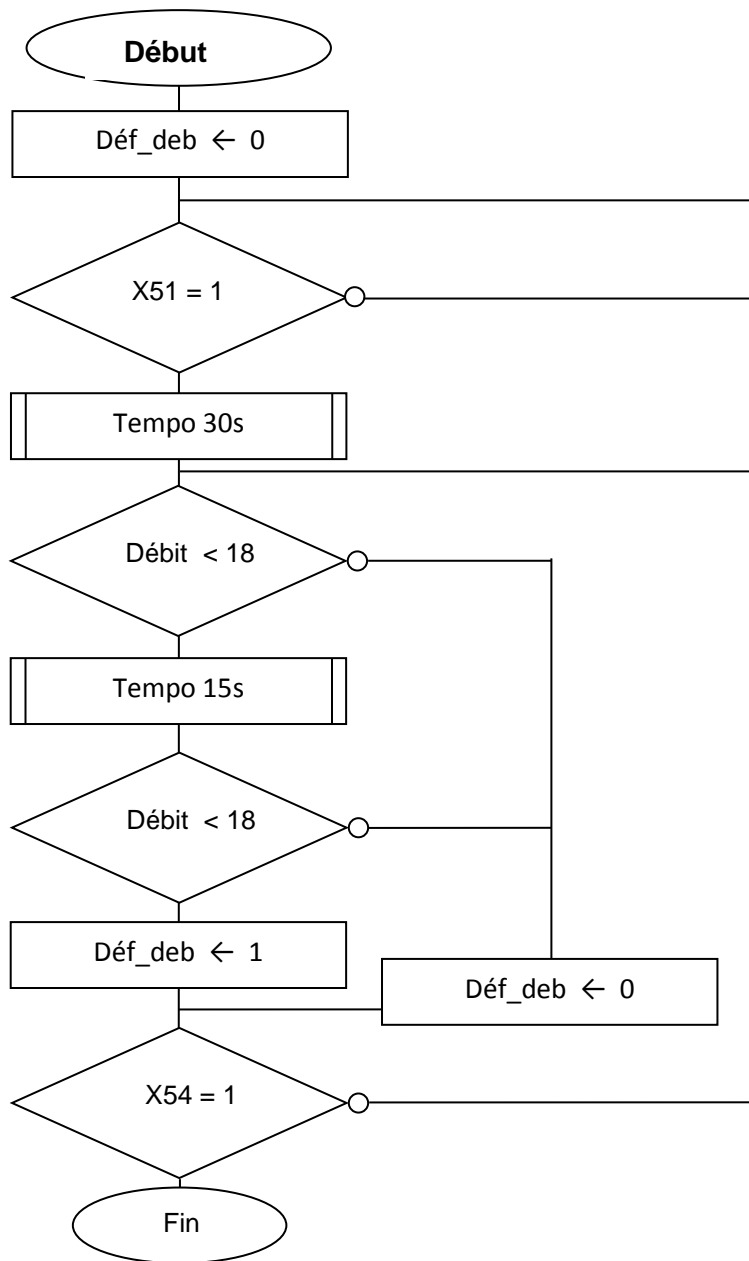 Début
Déf_deb ← 0
X51 = 1
Tempo 30s
Débit < 18
Tempo 15s
Débit < 18
Déf_deb ← 1
Déf_deb ← 0
X54 = 1
Fin